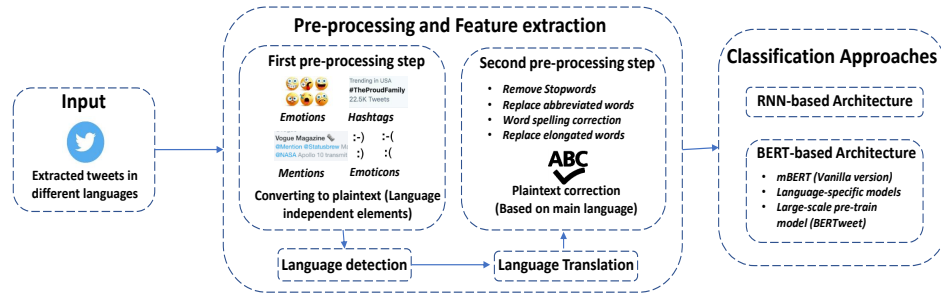 Pre-processing and Feature extraction
Input
Extracted tweets in
different languages
First pre-processing step
Emotions
Trending in USA
#TheProudFamily
22.5K Tweets
Hashtags
Vogue Magazine
@Mention @Statusbrew
@NASA Apollo 10 transmit
Mentions
:-) :-(
:) :(
Emoticons
Converting to plaintext (Language
independent elements)
Language detection
Language Translation
Second pre-processing step
• Remove Stopwords
• Replace abbreviated words
• Word spelling correction
• Replace elongated words
ABC
Plaintext correction
(Based on main language)
Classification Approaches
RNN-based Architecture
BERT-based Architecture
• mBERT (Vanilla version)
• Language-specific models
• Large-scale pre-train
model (BERTweet)